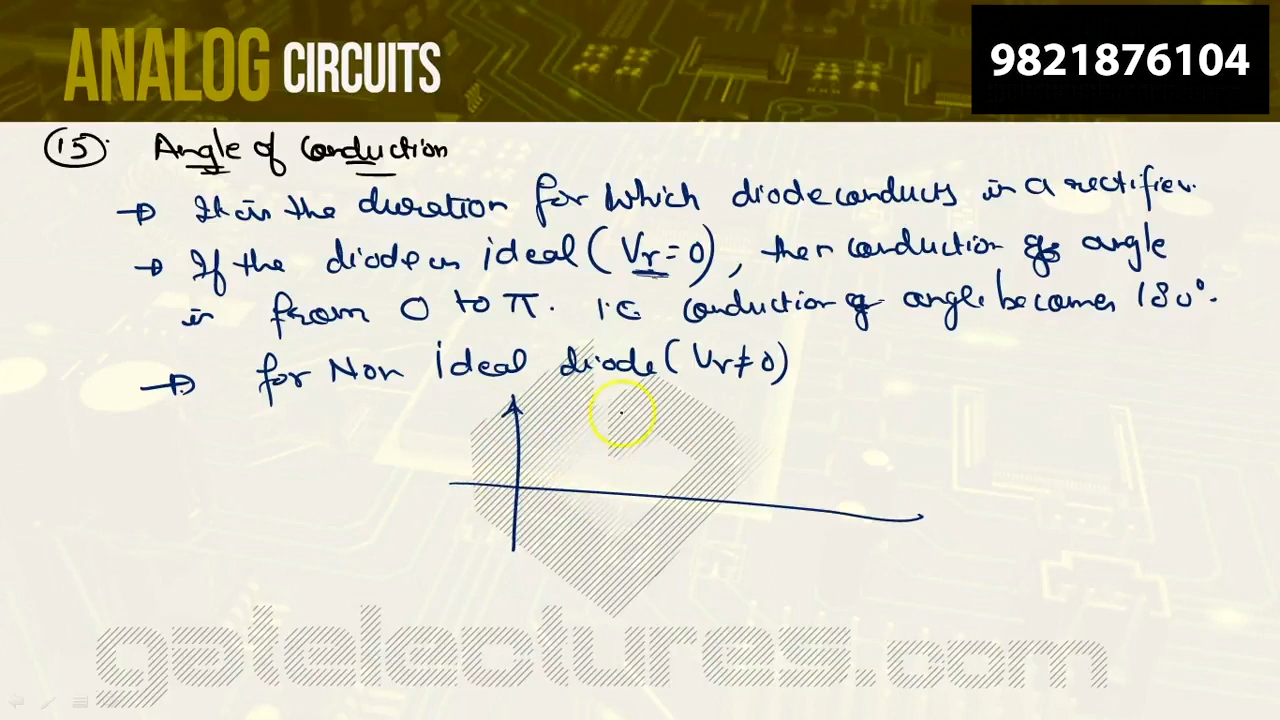 ANALOG CIRCUITS
9821876104
(15). Angle of Conduction
→ It is the duration for which diode conducts in a rectifier.
→ If the diode is ideal (Vr = 0), then conduction angle
is from 0 to π. i.e conduction angle becomes 180°.
→ for Non ideal diode (Vr ≠ 0)
gatelectures.com